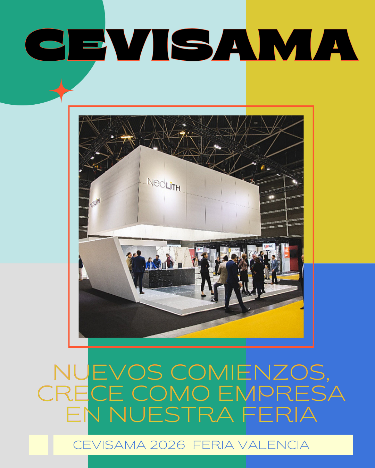 CEVISAMA
NEOLITH
NUEVOS COMIENZOS,
CRECE COMO EMPRESA
EN NUESTRA FERIA
CEVISAMA 2026 FERIA VALENCIA